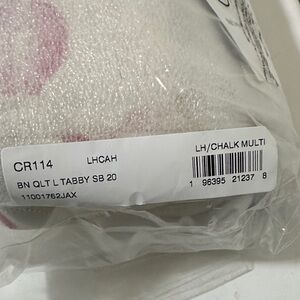 CR114 LHCAH LH/CHALK MULTI
BN QLT L TABBY SB 20
11001762JAX
1 96395 21237 8